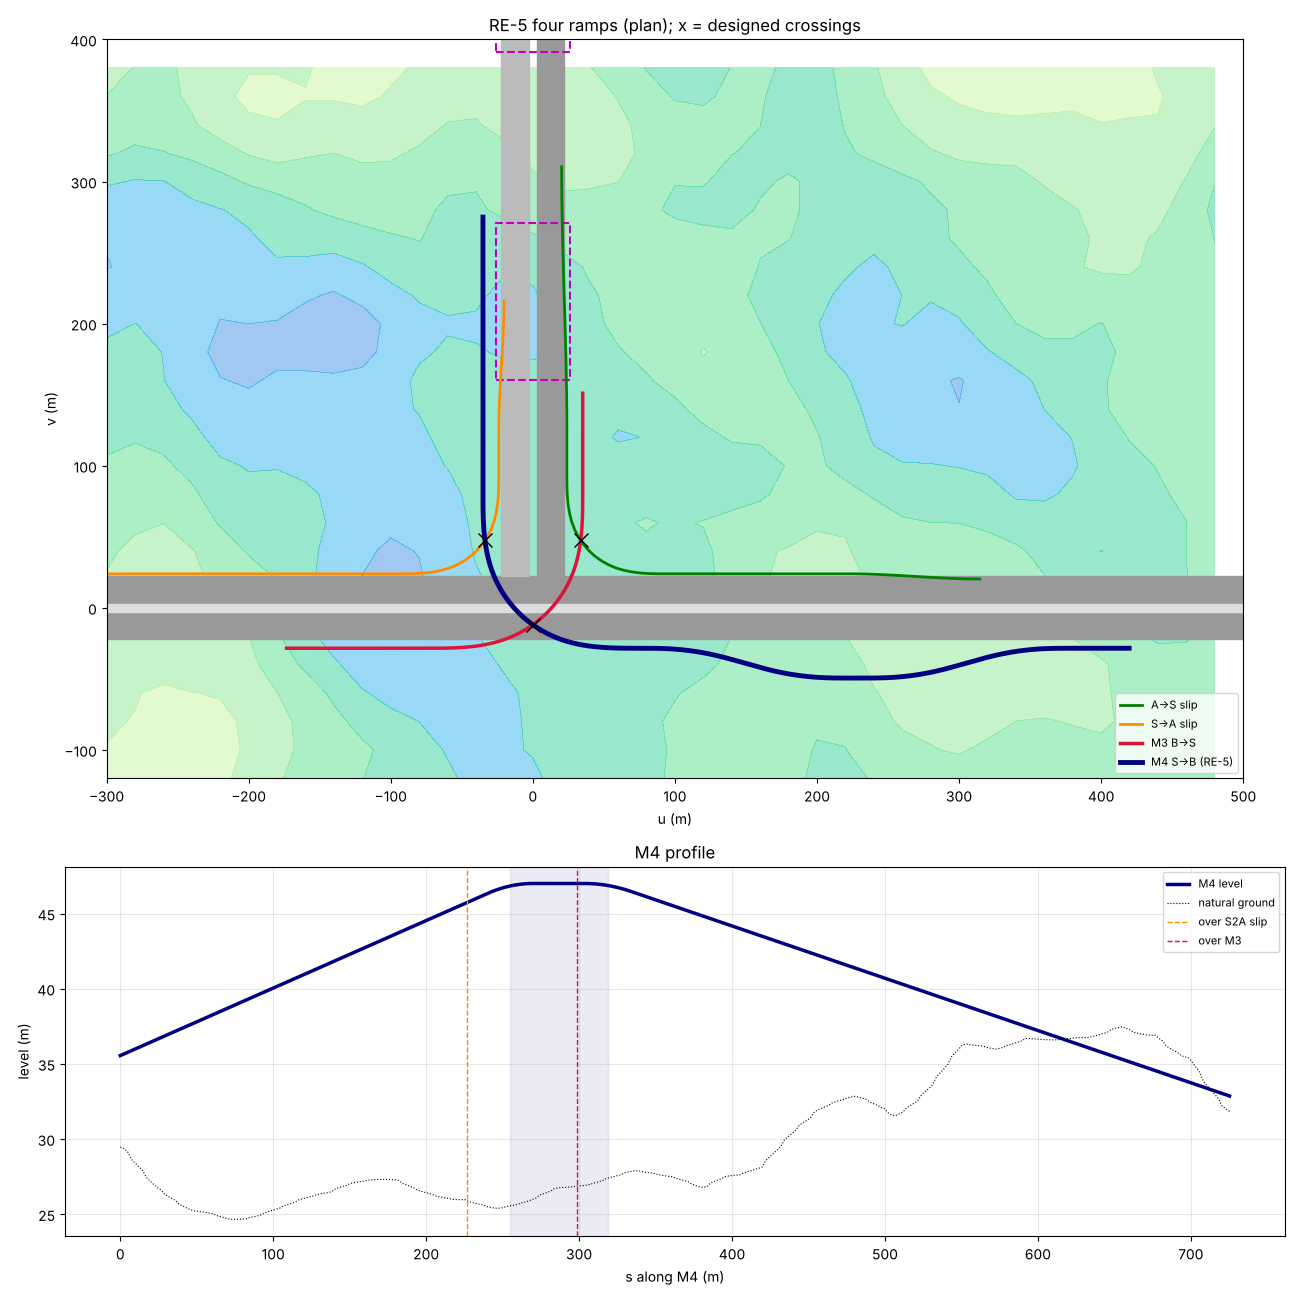 RE-5 four ramps (plan); x = designed crossings
400
300
200
100
0
−100
v (m)
−300
−200
−100
0
100
200
300
400
500
u (m)
A→S slip
S→A slip
M3 B→S
M4 S→B (RE-5)
M4 profile
45
40
35
30
25
level (m)
0
100
200
300
400
500
600
700
s along M4 (m)
M4 level
natural ground
over S2A slip
over M3